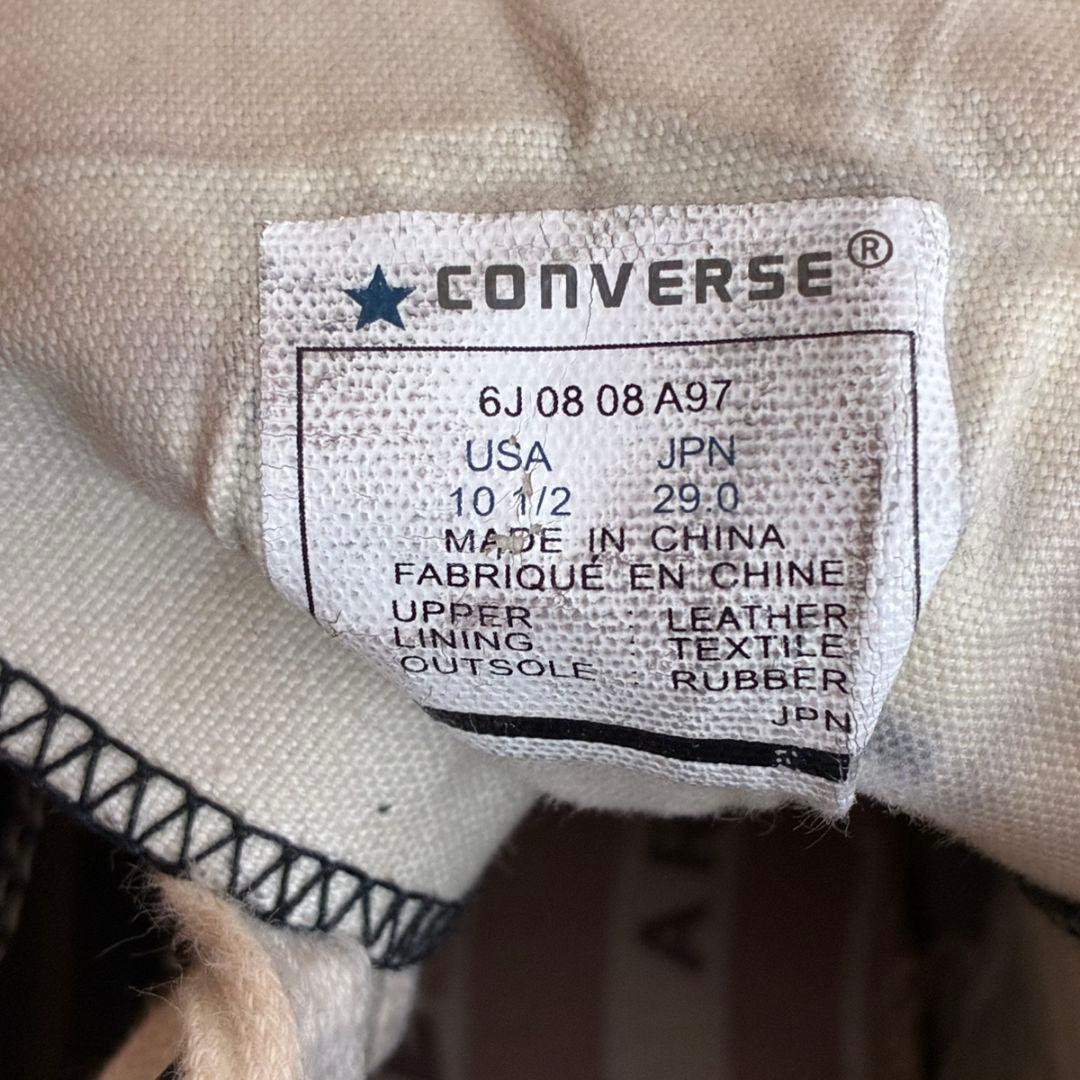 CONVERSE®
6J 08 08 A97
USA JPN
10 1/2 29.0
MADE IN CHINA
FABRIQUÉ EN CHINE
UPPER : LEATHER
LINING : TEXTILE
OUTSOLE : RUBBER
JPN